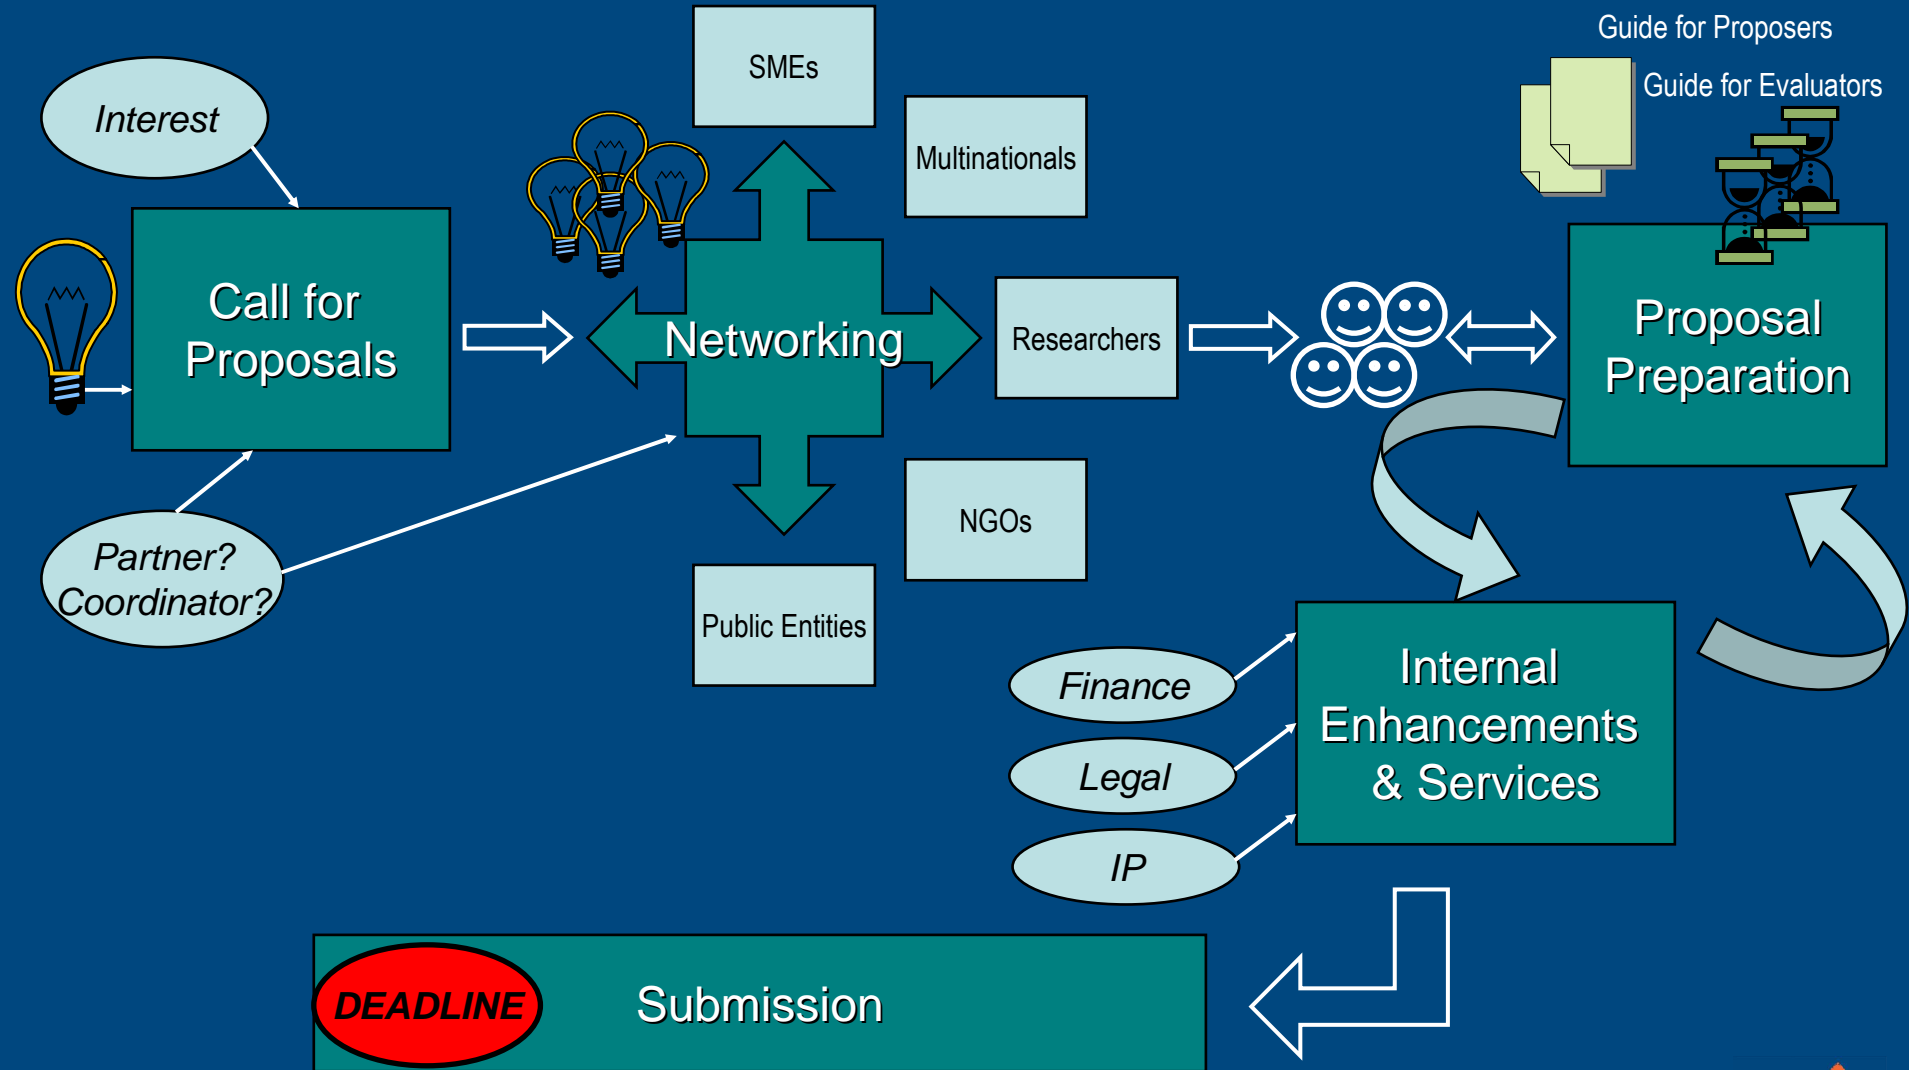 Guide for Proposers
Guide for Evaluators
SMEs
Interest
Multinationals
Call for
Proposals
Networking
Researchers
Proposal
Preparation
NGOs
Partner?
Coordinator?
Public Entities
Finance
Legal
IP
Internal
Enhancements
& Services
DEADLINE
Submission